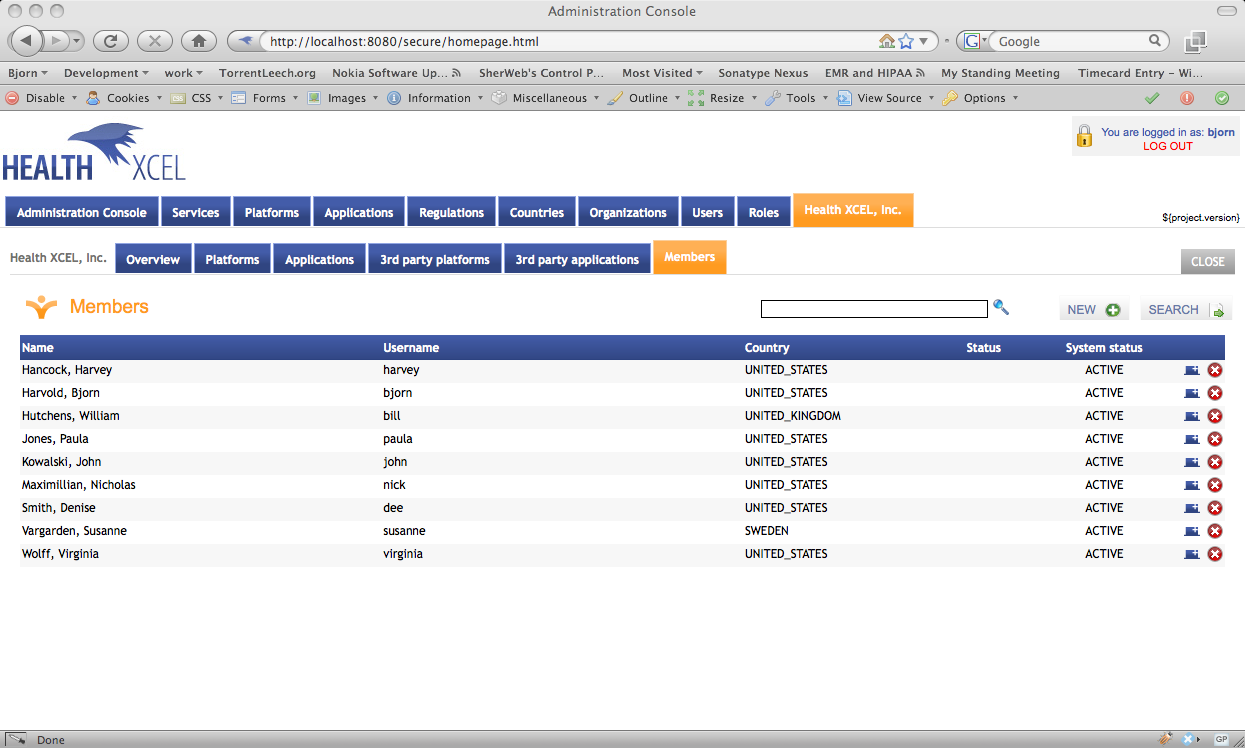 Administration Console
http://localhost:8080/secure/homepage.html
G Google
Bjorn Development work TorrentLeech.org Nokia Software Up... SherWeb's Control P... Most Visited Sonatype Nexus EMR and HIPAA My Standing Meeting Timecard Entry – Wi...
Disable Cookies CSS CSS Forms Images Information Miscellaneous Outline Resize Tools View Source Options
You are logged in as: bjorn
LOG OUT
HEALTH XCEL
Administration Console Services Platforms Applications Regulations Countries Organizations Users Roles Health XCEL, Inc.
${project.version}
Health XCEL, Inc. Overview Platforms Applications 3rd party platforms 3rd party applications Members
CLOSE
Members
NEW SEARCH
Name Username Country Status System status
Hancock, Harvey harvey UNITED_STATES ACTIVE
Harvold, Bjorn bjorn UNITED_STATES ACTIVE
Hutchens, William bill UNITED_KINGDOM ACTIVE
Jones, Paula paula UNITED_STATES ACTIVE
Kowalski, John john UNITED_STATES ACTIVE
Maximillian, Nicholas nick UNITED_STATES ACTIVE
Smith, Denise dee UNITED_STATES ACTIVE
Vargarden, Susanne susanne SWEDEN ACTIVE
Wolff, Virginia virginia UNITED_STATES ACTIVE
Done
GP